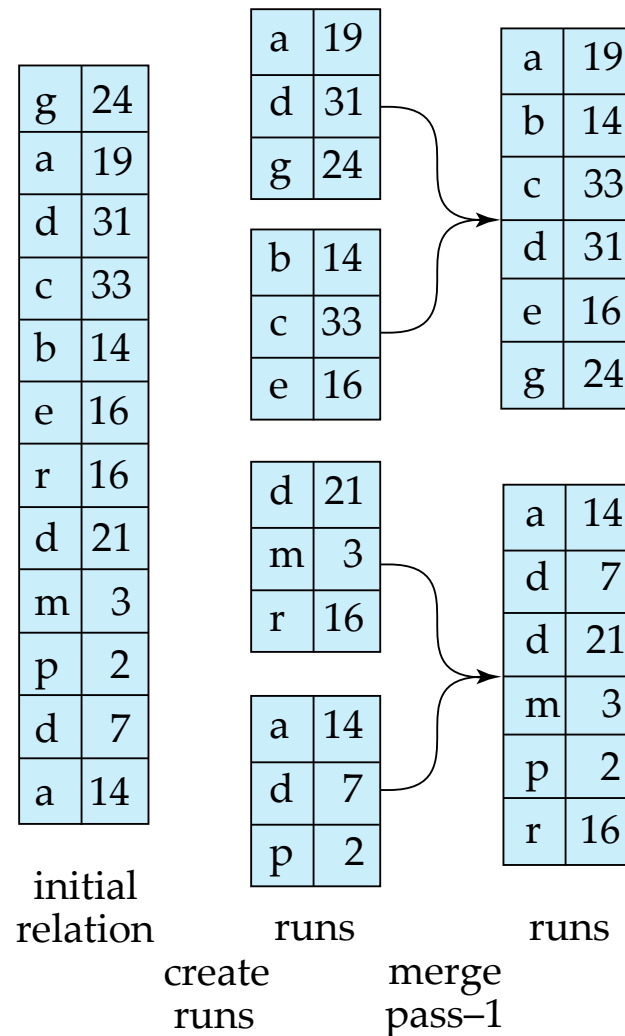 g 24
a 19
d 31
c 33
b 14
e 16
r 16
d 21
m 3
p 2
d 7
a 14
initial
relation
create
runs
a 19
d 31
g 24
b 14
c 33
e 16
d 21
m 3
r 16
a 14
d 7
p 2
runs
merge
pass–1
a 19
b 14
c 33
d 31
e 16
g 24
a 14
d 7
d 21
m 3
p 2
r 16
runs